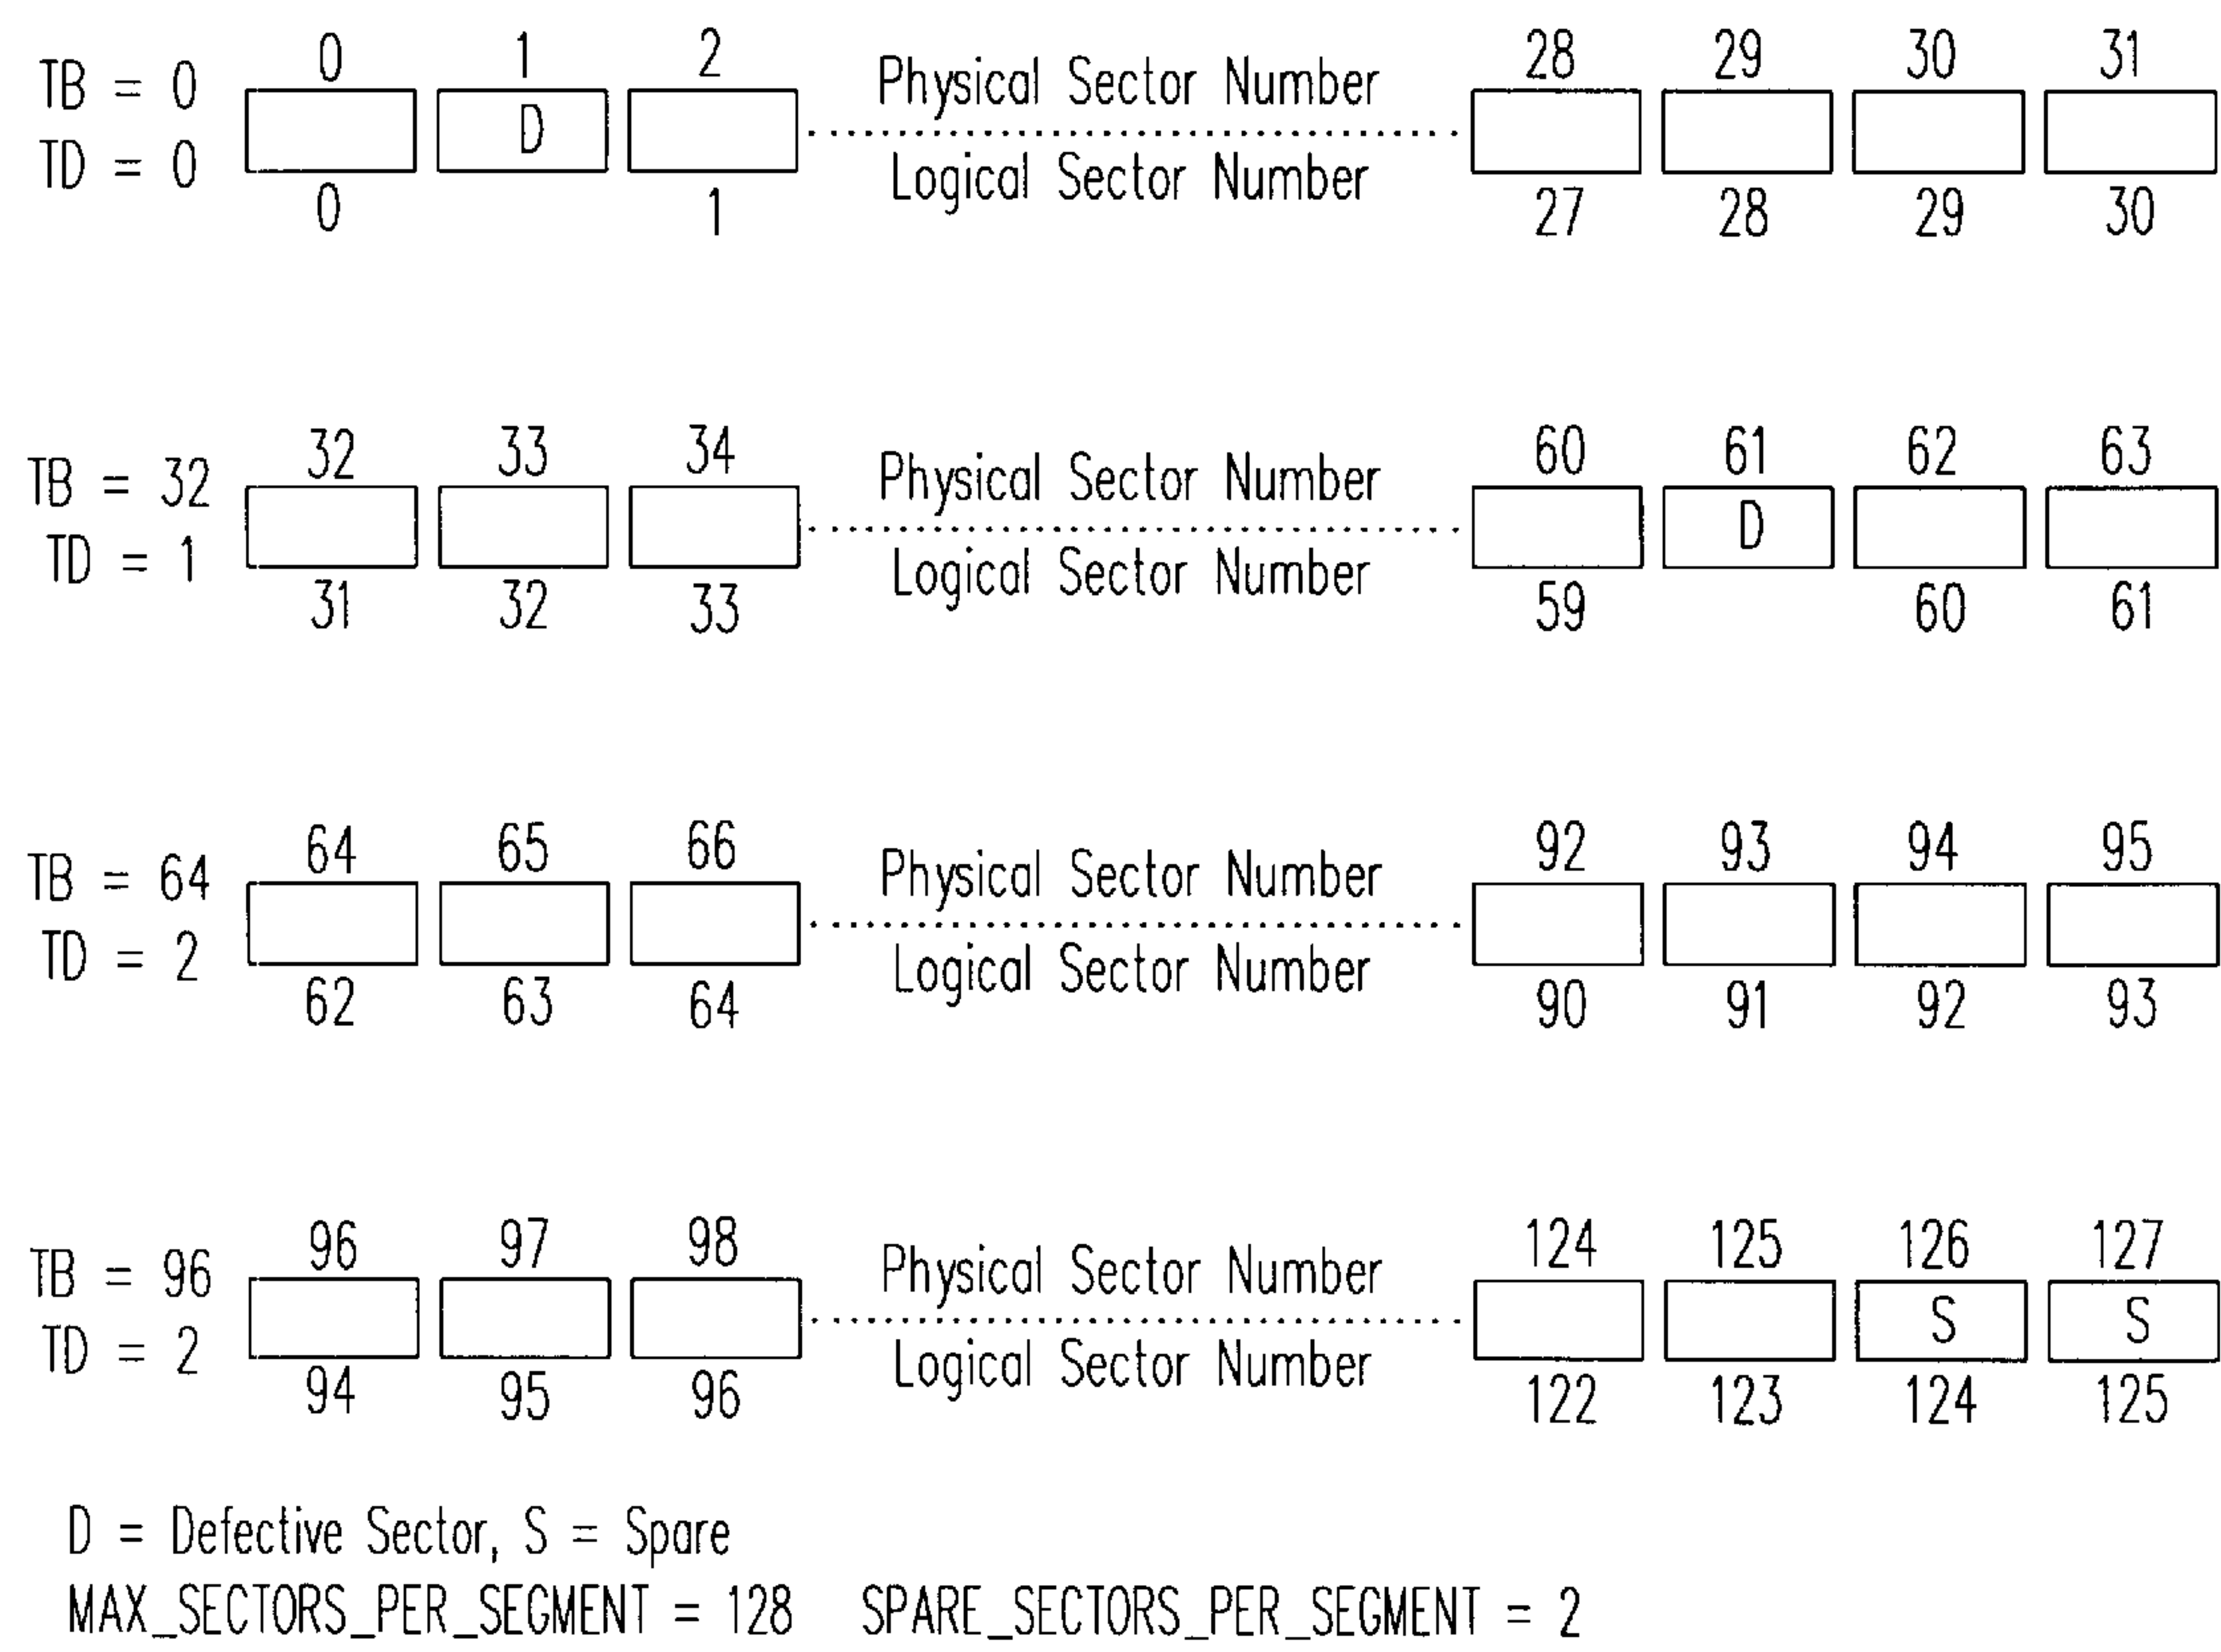 0 1 2 28 29 30 31
TB = 0 Physical Sector Number
D
TD = 0 Logical Sector Number
0 1 27 28 29 30
32 33 34 60 61 62 63
TB = 32 Physical Sector Number
D
TD = 1 Logical Sector Number
31 32 33 59 60 61
64 65 66 92 93 94 95
TB = 64 Physical Sector Number
TD = 2 Logical Sector Number
62 63 64 90 91 92 93
96 97 98 124 125 126 127
TB = 96 Physical Sector Number
S S
TD = 2 Logical Sector Number
94 95 96 122 123 124 125
D = Defective Sector, S = Spare
MAX_SECTORS_PER_SEGMENT = 128 SPARE_SECTORS_PER_SEGMENT = 2